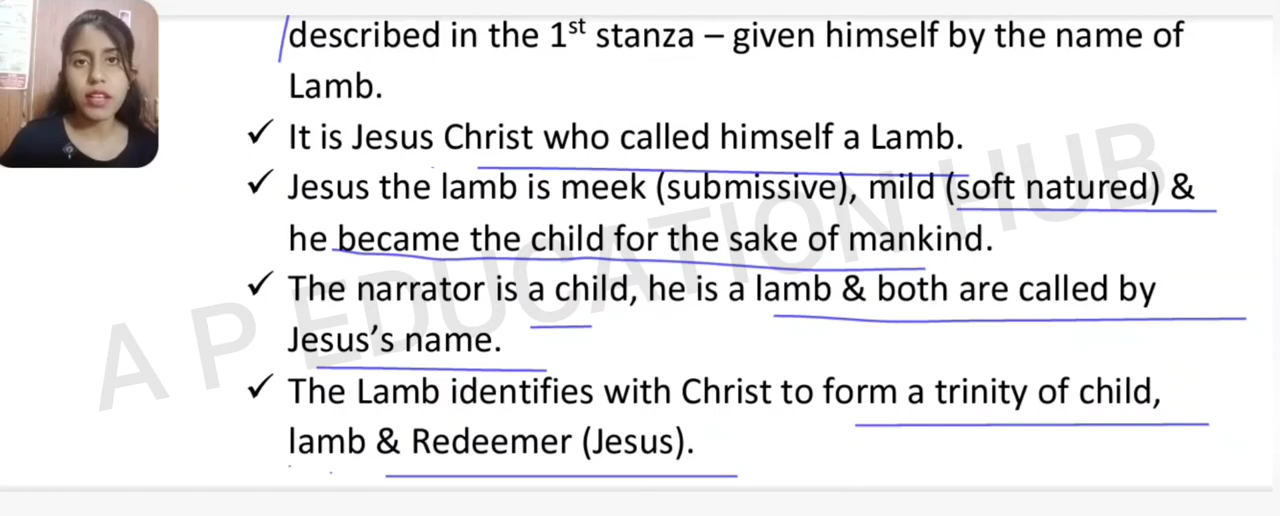 described in the 1st stanza – given himself by the name of
Lamb.
✓ It is Jesus Christ who called himself a Lamb.
✓ Jesus the lamb is meek (submissive), mild (soft natured) &
he became the child for the sake of mankind.
✓ The narrator is a child, he is a lamb & both are called by
Jesus’s name.
✓ The Lamb identifies with Christ to form a trinity of child,
lamb & Redeemer (Jesus).
A P EDUCATION HUB